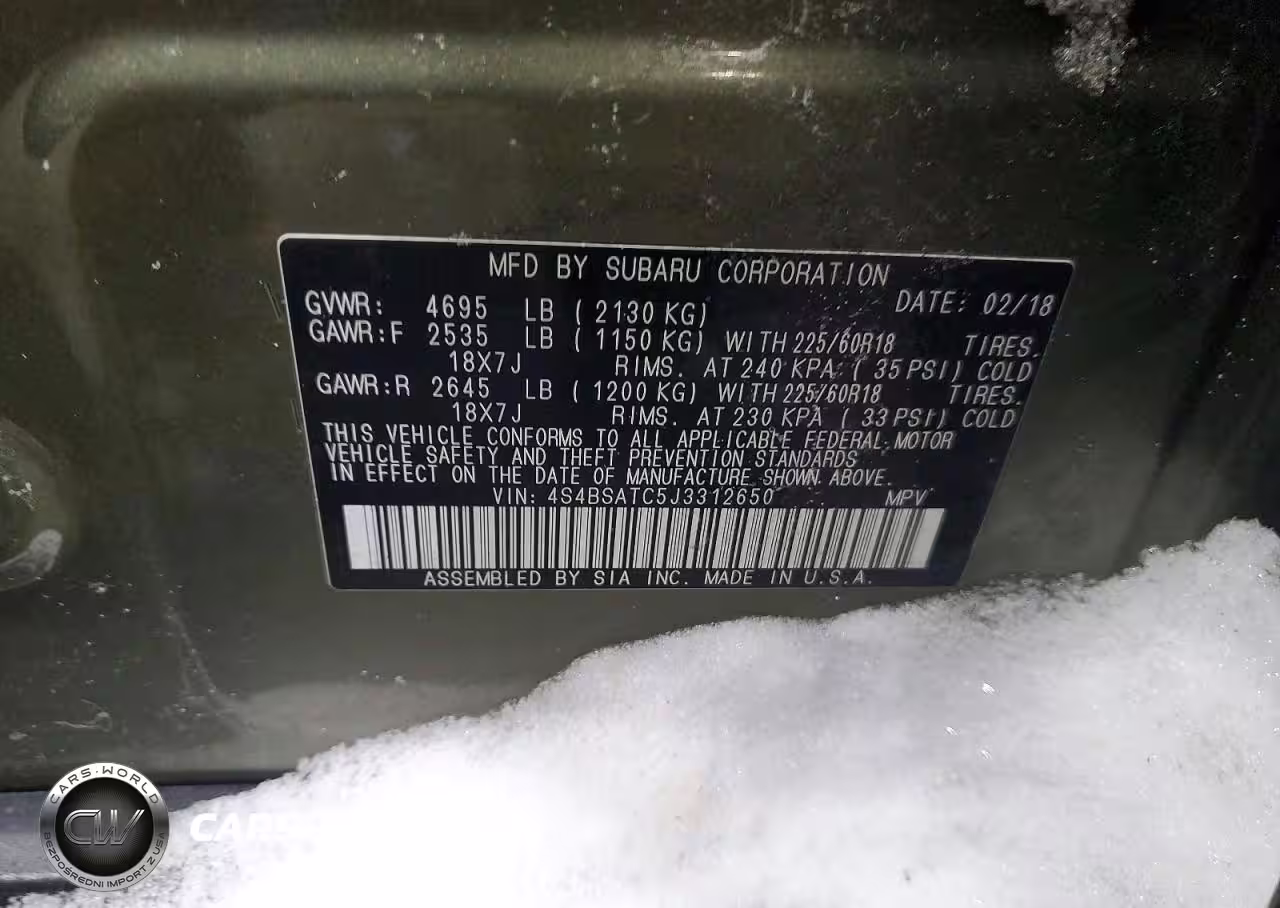 MFD BY SUBARU CORPORATION
GVWR: 4695 LB ( 2130 KG) DATE: 02/18
GAWR:F 2535 LB ( 1150 KG) WITH 225/60R18 TIRES.
18X7J RIMS. AT 240 KPA ( 35 PSI) COLD
GAWR:R 2645 LB ( 1200 KG) WITH 225/60R18 TIRES.
18X7J RIMS. AT 230 KPA ( 33 PSI) COLD
THIS VEHICLE CONFORMS TO ALL APPLICABLE FEDERAL MOTOR
VEHICLE SAFETY AND THEFT PREVENTION STANDARDS
IN EFFECT ON THE DATE OF MANUFACTURE SHOWN ABOVE.
VIN: 4S4BSATC5J3312650 MPV
ASSEMBLED BY SIA INC. MADE IN U.S.A.
CARS-WORLD
CW
BEZPOŚREDNI IMPORT Z USA